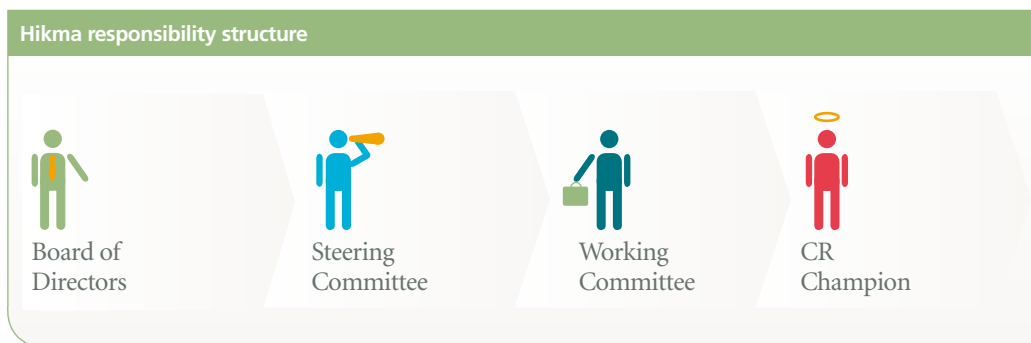 Hikma responsibility structure
Board of
Directors
Steering
Committee
Working
Committee
CR
Champion